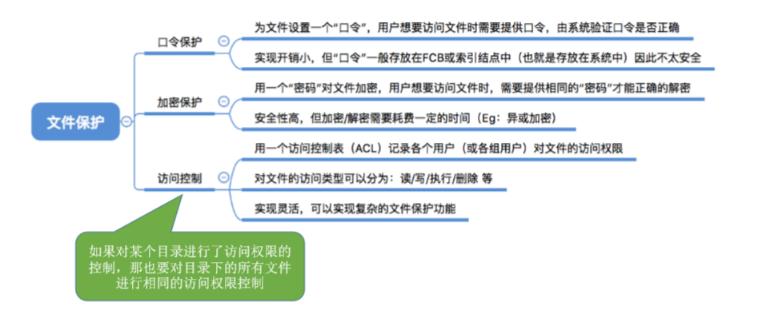 文件保护
口令保护
为文件设置一个“口令”，用户想要访问文件时需要提供口令，由系统验证口令是否正确
实现开销小，但“口令”一般存放在FCB或索引结点中（也就是存放在系统中）因此不太安全
加密保护
用一个“密码”对文件加密，用户想要访问文件时，需要提供相同的“密码”才能正确的解密
安全性高，但加密/解密需要耗费一定的时间（Eg：异或加密）
访问控制
用一个访问控制表（ACL）记录各个用户（或各组用户）对文件的访问权限
对文件的访问类型可以分为：读/写/执行/删除 等
实现灵活，可以实现复杂的文件保护功能
如果对某个目录进行了访问权限的
控制，那也要对目录下的所有文件
进行相同的访问权限控制